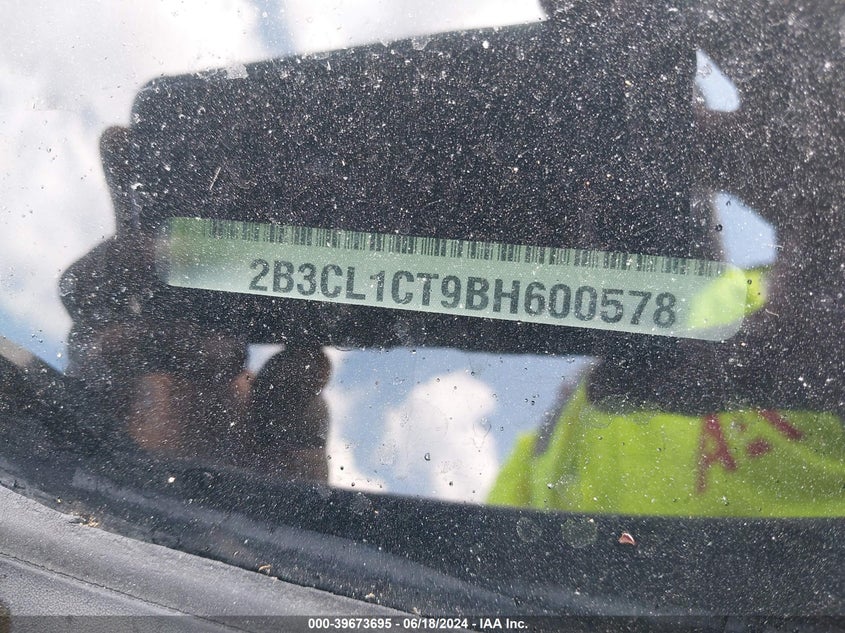 2B3CL1CT9BH600578
000-39673695 / 06/18/2024 - IAA Inc.